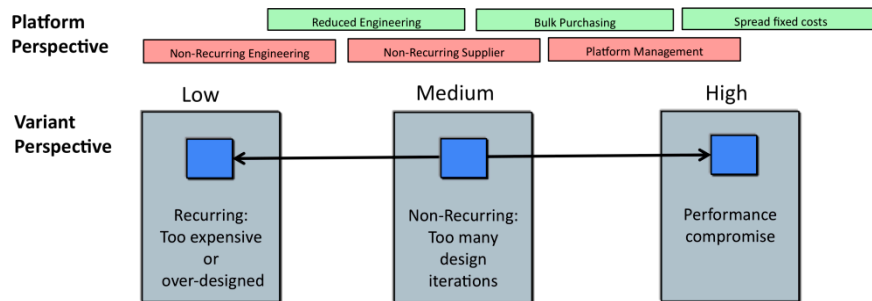 Platform
Perspective
Reduced Engineering
Bulk Purchasing
Spread fixed costs
Non-Recurring Engineering
Non-Recurring Supplier
Platform Management
Low
Medium
High
Variant
Perspective
Recurring:
Too expensive
or
over-designed
Non-Recurring:
Too many
design
iterations
Performance
compromise